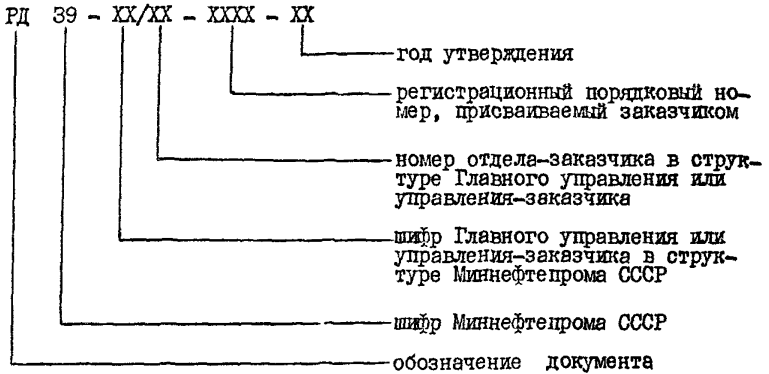 РД 39 - XX/XX - XXXX - XX
год утверждения
регистрационный порядковый но-
мер, присваиваемый заказчиком
номер отдела-заказчика в струк-
туре Главного управления или
управления-заказчика
шифр Главного управления или
управления-заказчика в струк-
туре Миннефтепрома СССР
шифр Миннефтепрома СССР
обозначение документа